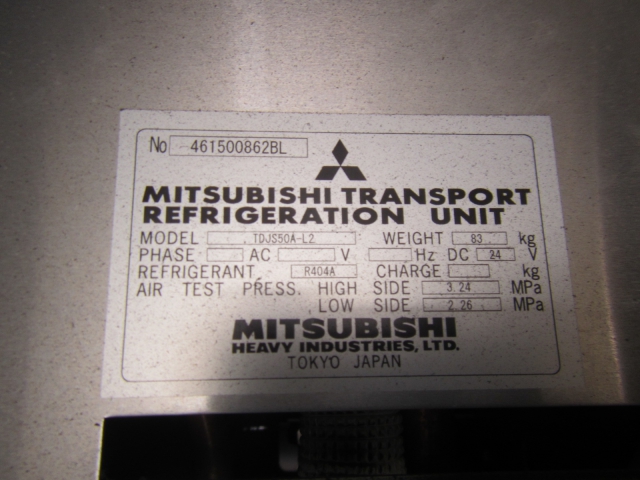 No 461500862BL
MITSUBISHI TRANSPORT
REFRIGERATION UNIT
MODEL TDJS50A-L2 WEIGHT 83 kg
PHASE AC V Hz DC 24 V
REFRIGERANT R404A CHARGE kg
AIR TEST PRESS. HIGH SIDE 3.24 MPa
LOW SIDE 2.26 MPa
MITSUBISHI
HEAVY INDUSTRIES, LTD.
TOKYO JAPAN